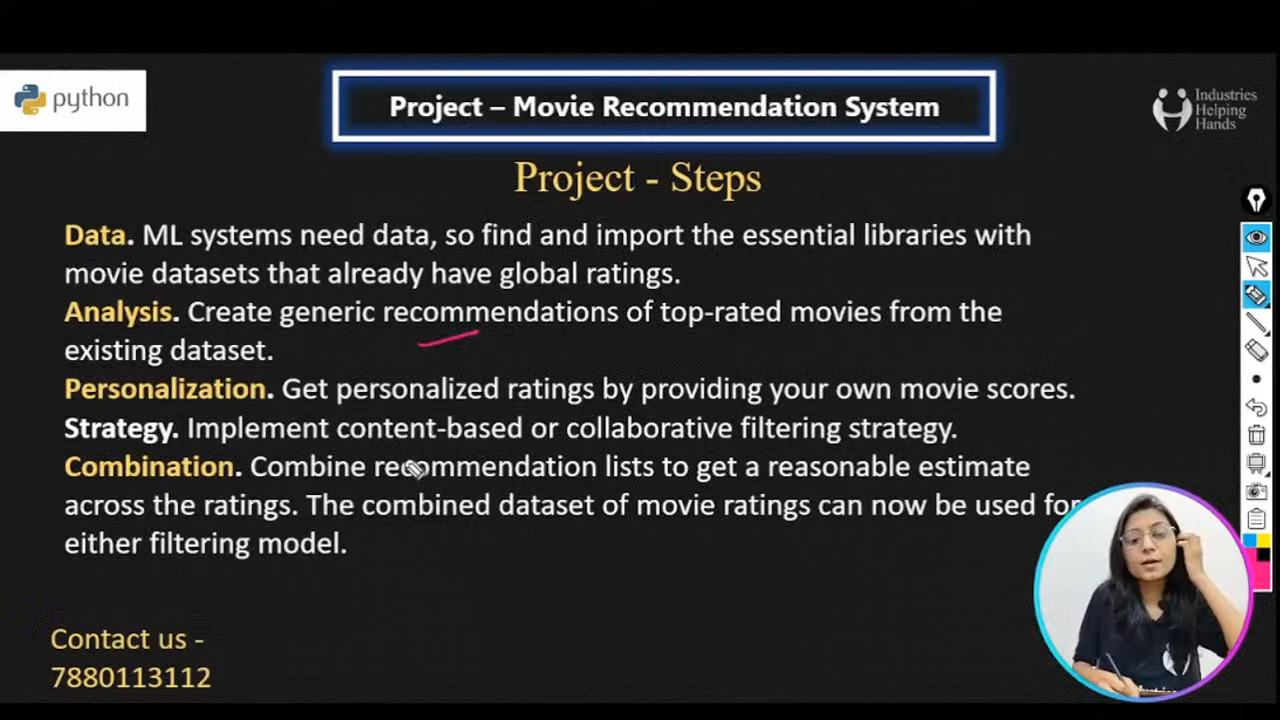 python
Project – Movie Recommendation System
Industries
Helping
Hands
Project - Steps
Data. ML systems need data, so find and import the essential libraries with
movie datasets that already have global ratings.
Analysis. Create generic recommendations of top-rated movies from the
existing dataset.
Personalization. Get personalized ratings by providing your own movie scores.
Strategy. Implement content-based or collaborative filtering strategy.
Combination. Combine recommendation lists to get a reasonable estimate
across the ratings. The combined dataset of movie ratings can now be used for
either filtering model.
Contact us -
7880113112